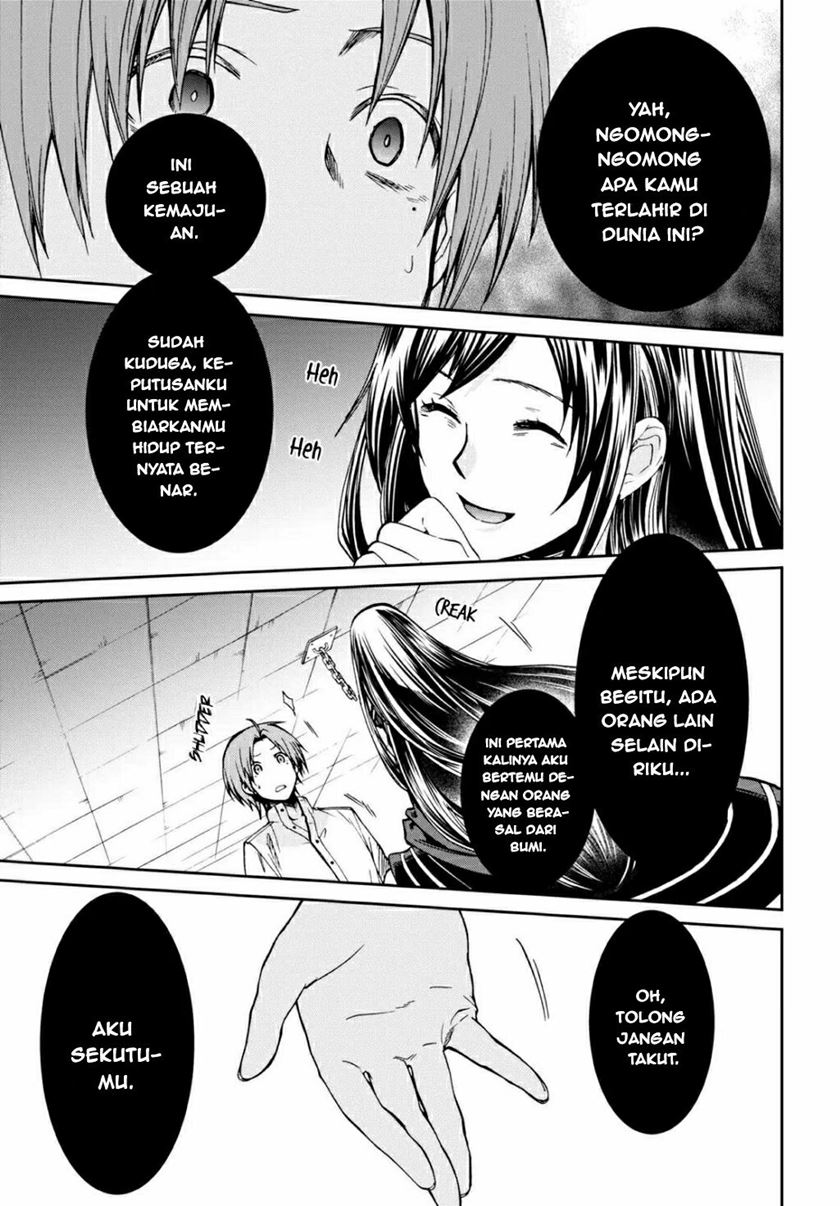 YAH,
NGOMONG-
NGOMONG
APA KAMU
TERLAHIR DI
DUNIA INI?
INI
SEBUAH
KEMAJU-
AN.
SUDAH
KUDUGA, KE-
PUTUSANKU
UNTUK MEM-
BIARKANMU
HIDUP TER-
NYATA BE-
NAR.
Heh
Heh
CREAK
MESKIPUN
BEGITU, ADA
ORANG LAIN
SELAIN DI-
RIKU...
INI PERTAMA
KALINYA AKU
BERTEMU DE-
NGAN ORANG
YANG BERA-
SAL DARI
BUMI.
SHUDDER
OH,
TOLONG
JANGAN
TAKUT.
AKU
SEKUTU-
MU.